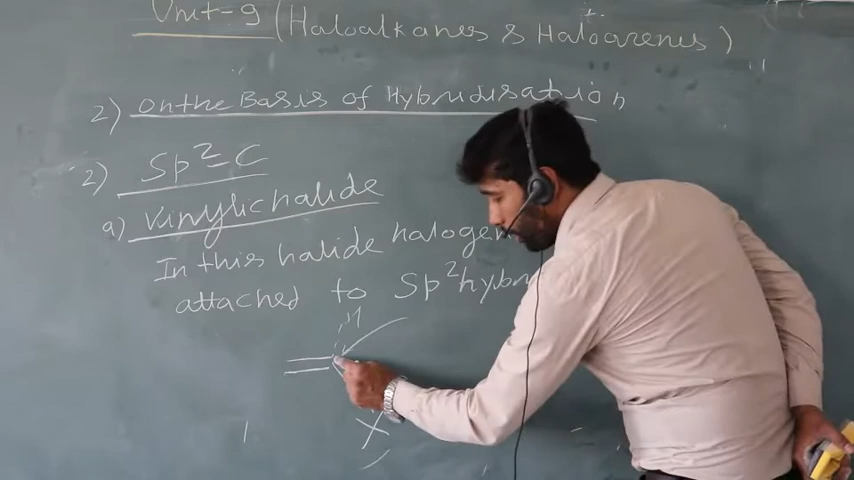 Unit-9 (Haloalkanes & Haloarenes)
2) On the Basis of Hybridisation
2) Sp²-C
a) Vinylic halide
In this halide halogen
attached to Sp² hybr
X